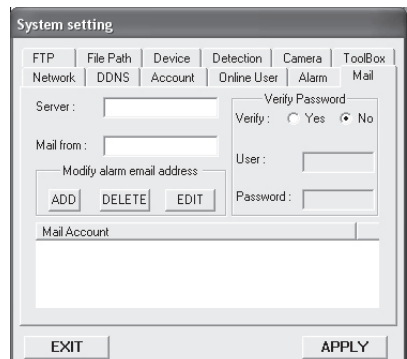 System setting
FTP File Path Device Detection Camera ToolBox
Network DDNS Account Online User Alarm Mail
Server :
Verify Password
Verify : Yes No
Mail from :
User :
Modify alarm email address
ADD DELETE EDIT
Password :
Mail Account
EXIT APPLY